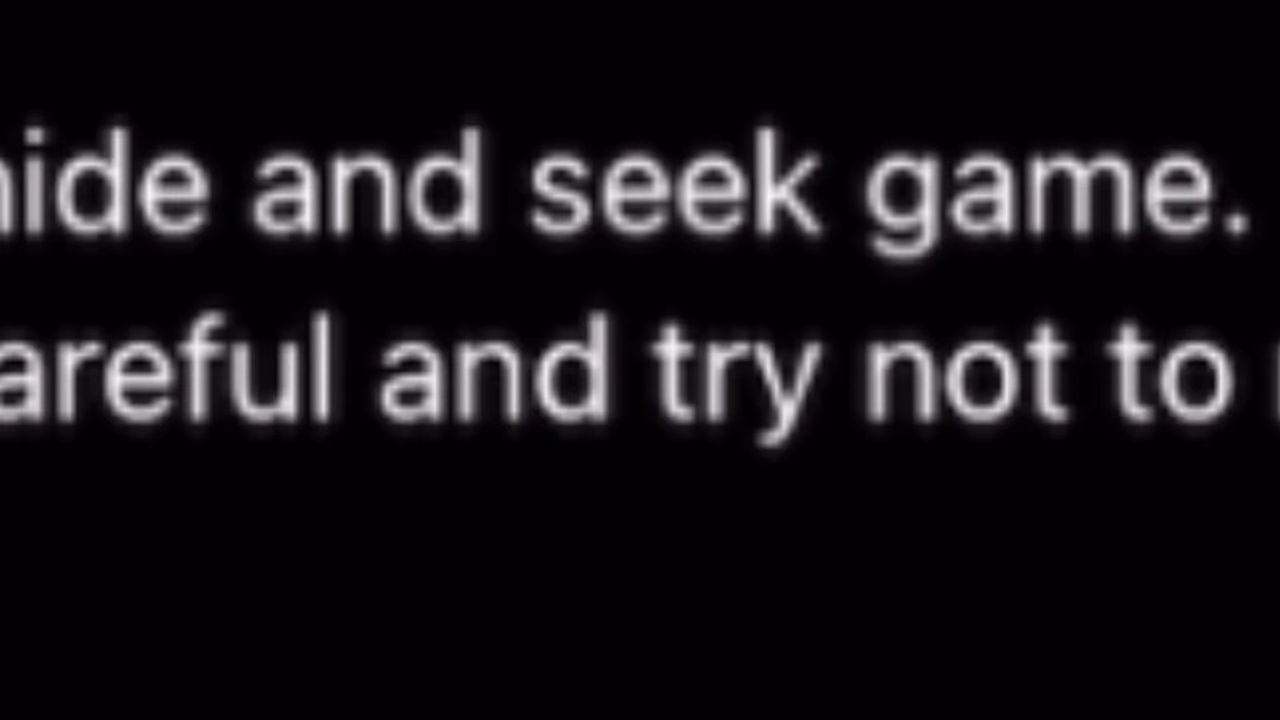 hide and seek game.
areful and try not to